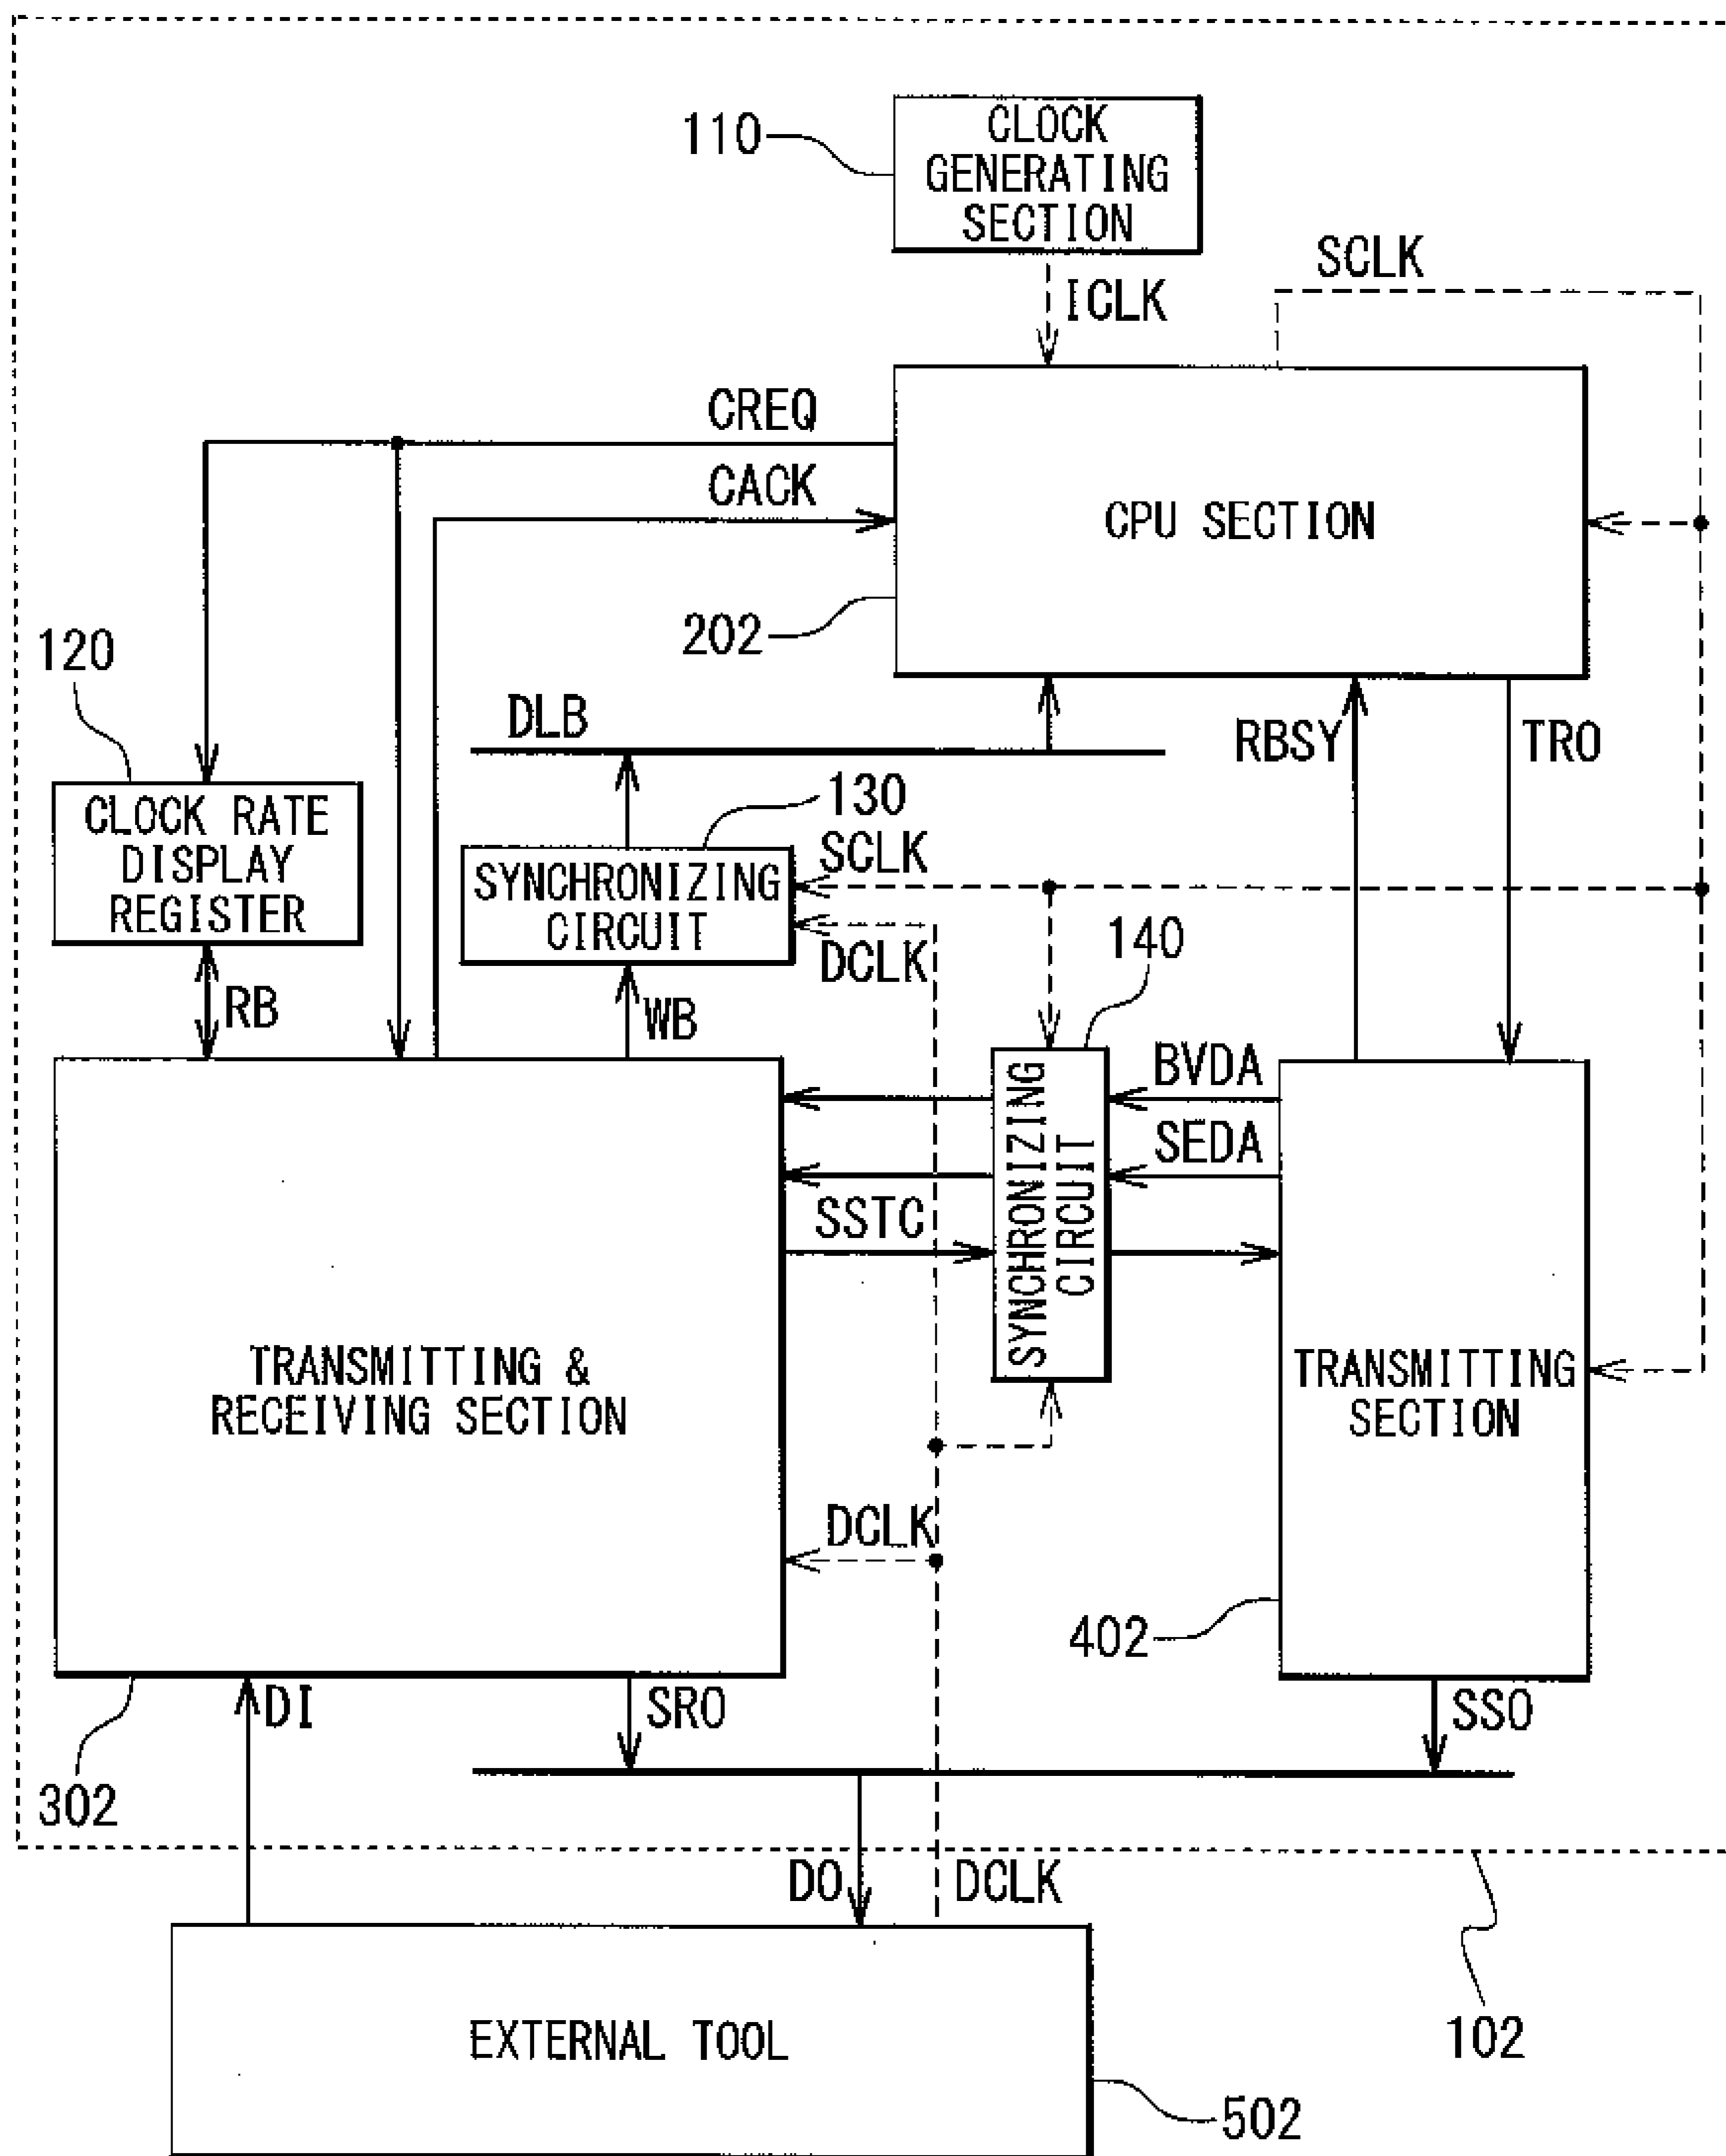 110
CLOCK
GENERATING
SECTION
SCLK
ICLK
CREQ
CACK
CPU SECTION
202
120
DLB
RBSY
TRO
CLOCK RATE
DISPLAY
REGISTER
130
SCLK
SYNCHRONIZING
CIRCUIT
DCLK
140
RB
WB
BVDA
SEDA
SSTC
SYNCHRONIZING
CIRCUIT
TRANSMITTING &
RECEIVING SECTION
TRANSMITTING
SECTION
DCLK
402
DI
SRO
SSO
302
DO
DCLK
102
EXTERNAL TOOL
502